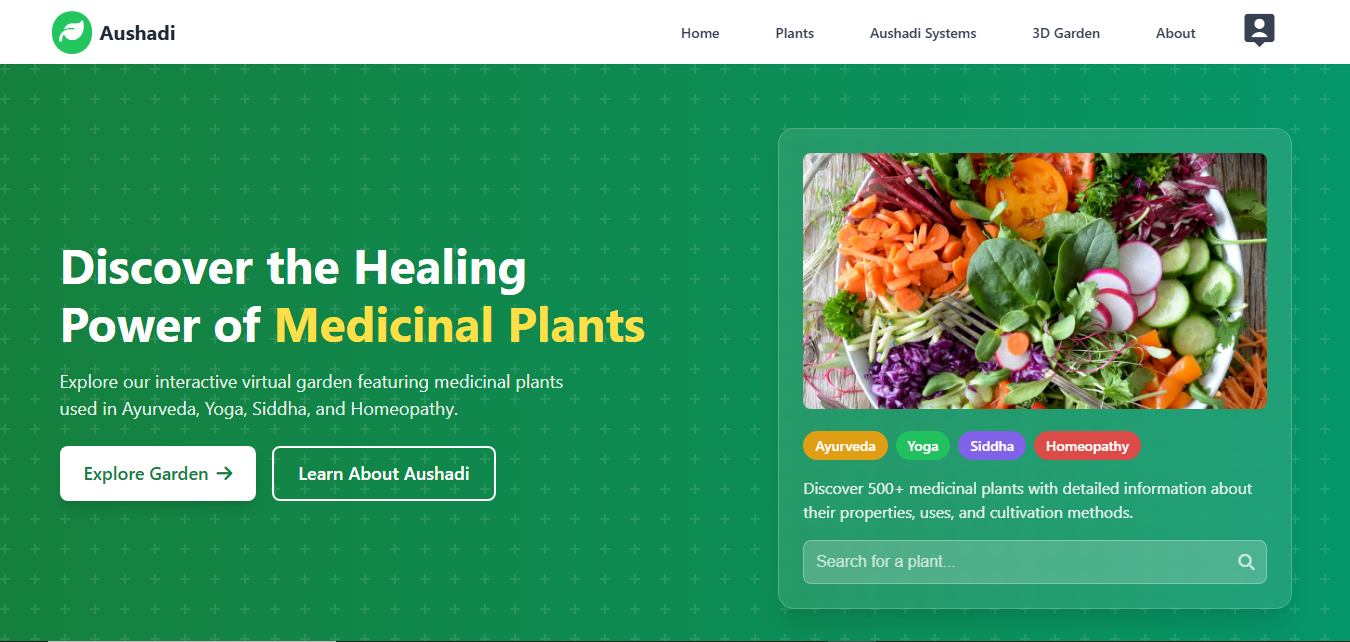 Aushadi
Home
Plants
Aushadi Systems
3D Garden
About
Discover the Healing
Power of Medicinal Plants
Explore our interactive virtual garden featuring medicinal plants
used in Ayurveda, Yoga, Siddha, and Homeopathy.
Explore Garden
Learn About Aushadi
Ayurveda
Yoga
Siddha
Homeopathy
Discover 500+ medicinal plants with detailed information about
their properties, uses, and cultivation methods.
Search for a plant...